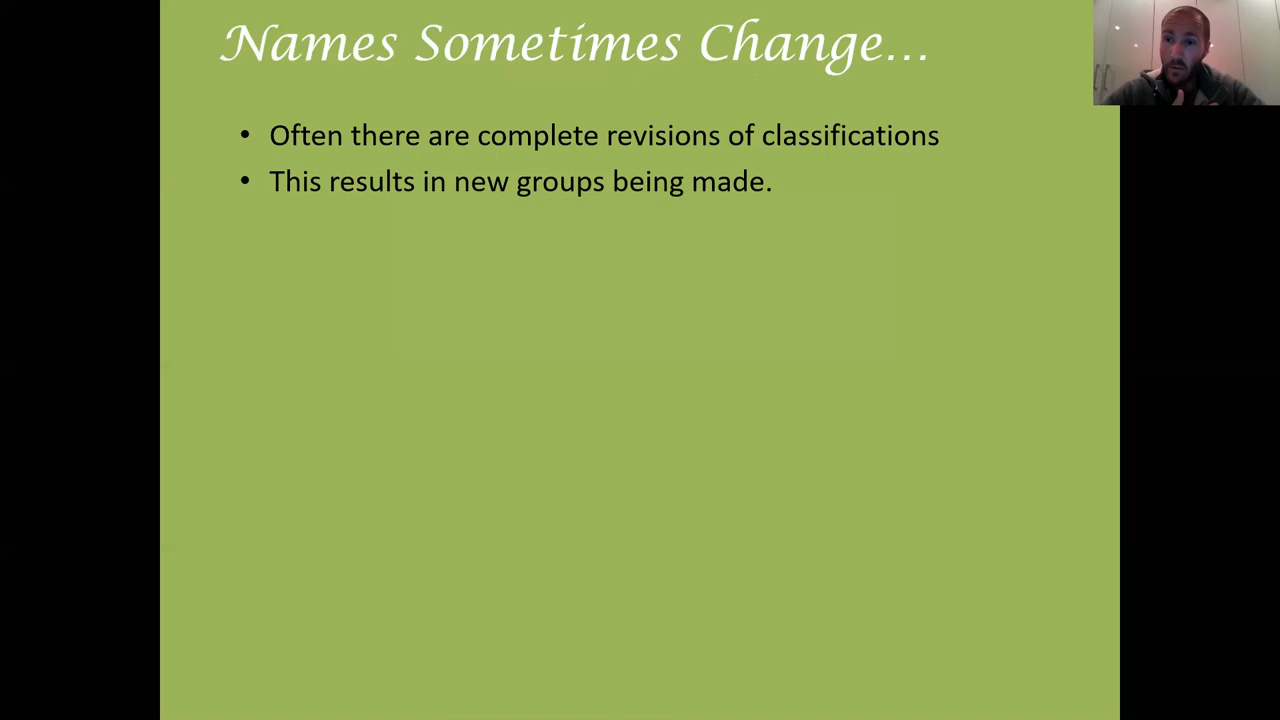 Names Sometimes Change...
• Often there are complete revisions of classifications
• This results in new groups being made.